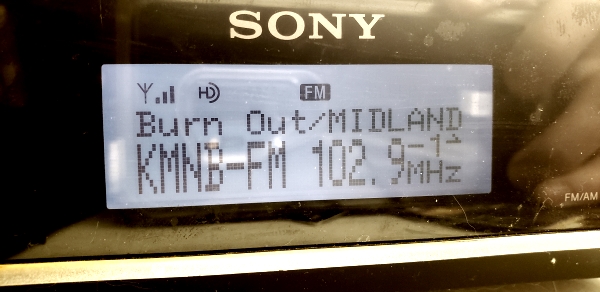 SONY
HD FM
Burn Out/MIDLAND
KMNB-FM 102.9-1
MHz
FM/AM